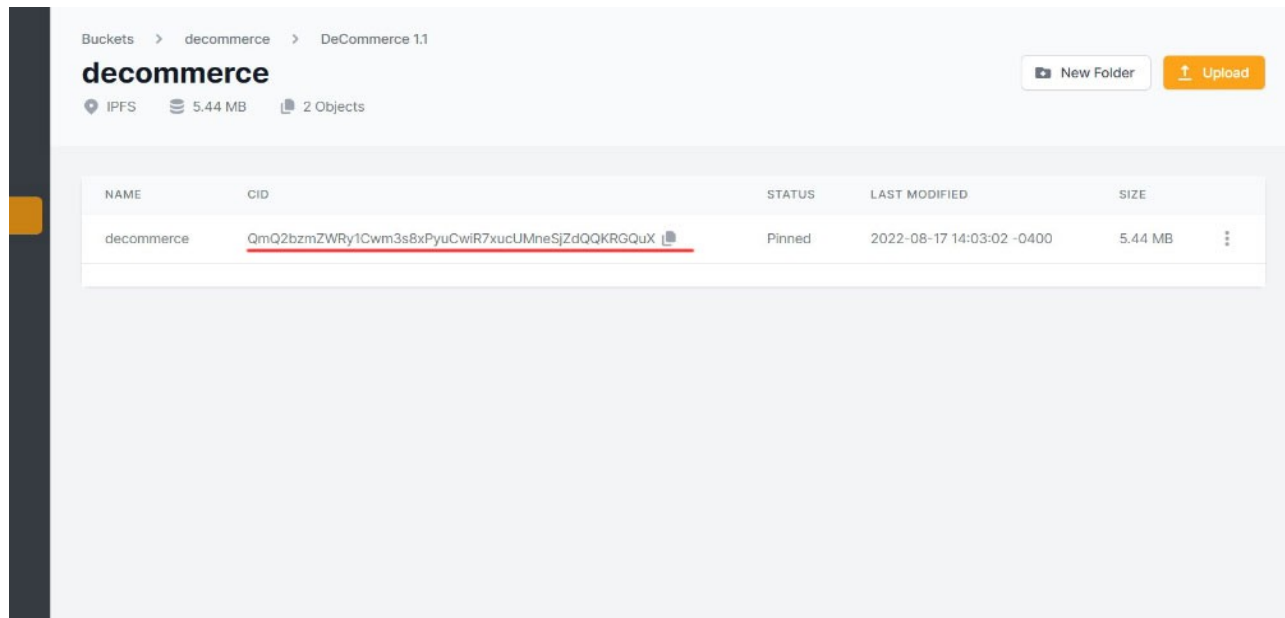 Buckets > decommerce > DeCommerce 1.1
decommerce
New Folder
Upload
IPFS 5.44 MB 2 Objects
NAME CID STATUS LAST MODIFIED SIZE
decommerce QmQ2bzmZWRy1Cwm3s8xPyuCwiR7xucUMneSjZdQQKRGQuX Pinned 2022-08-17 14:03:02 -0400 5.44 MB